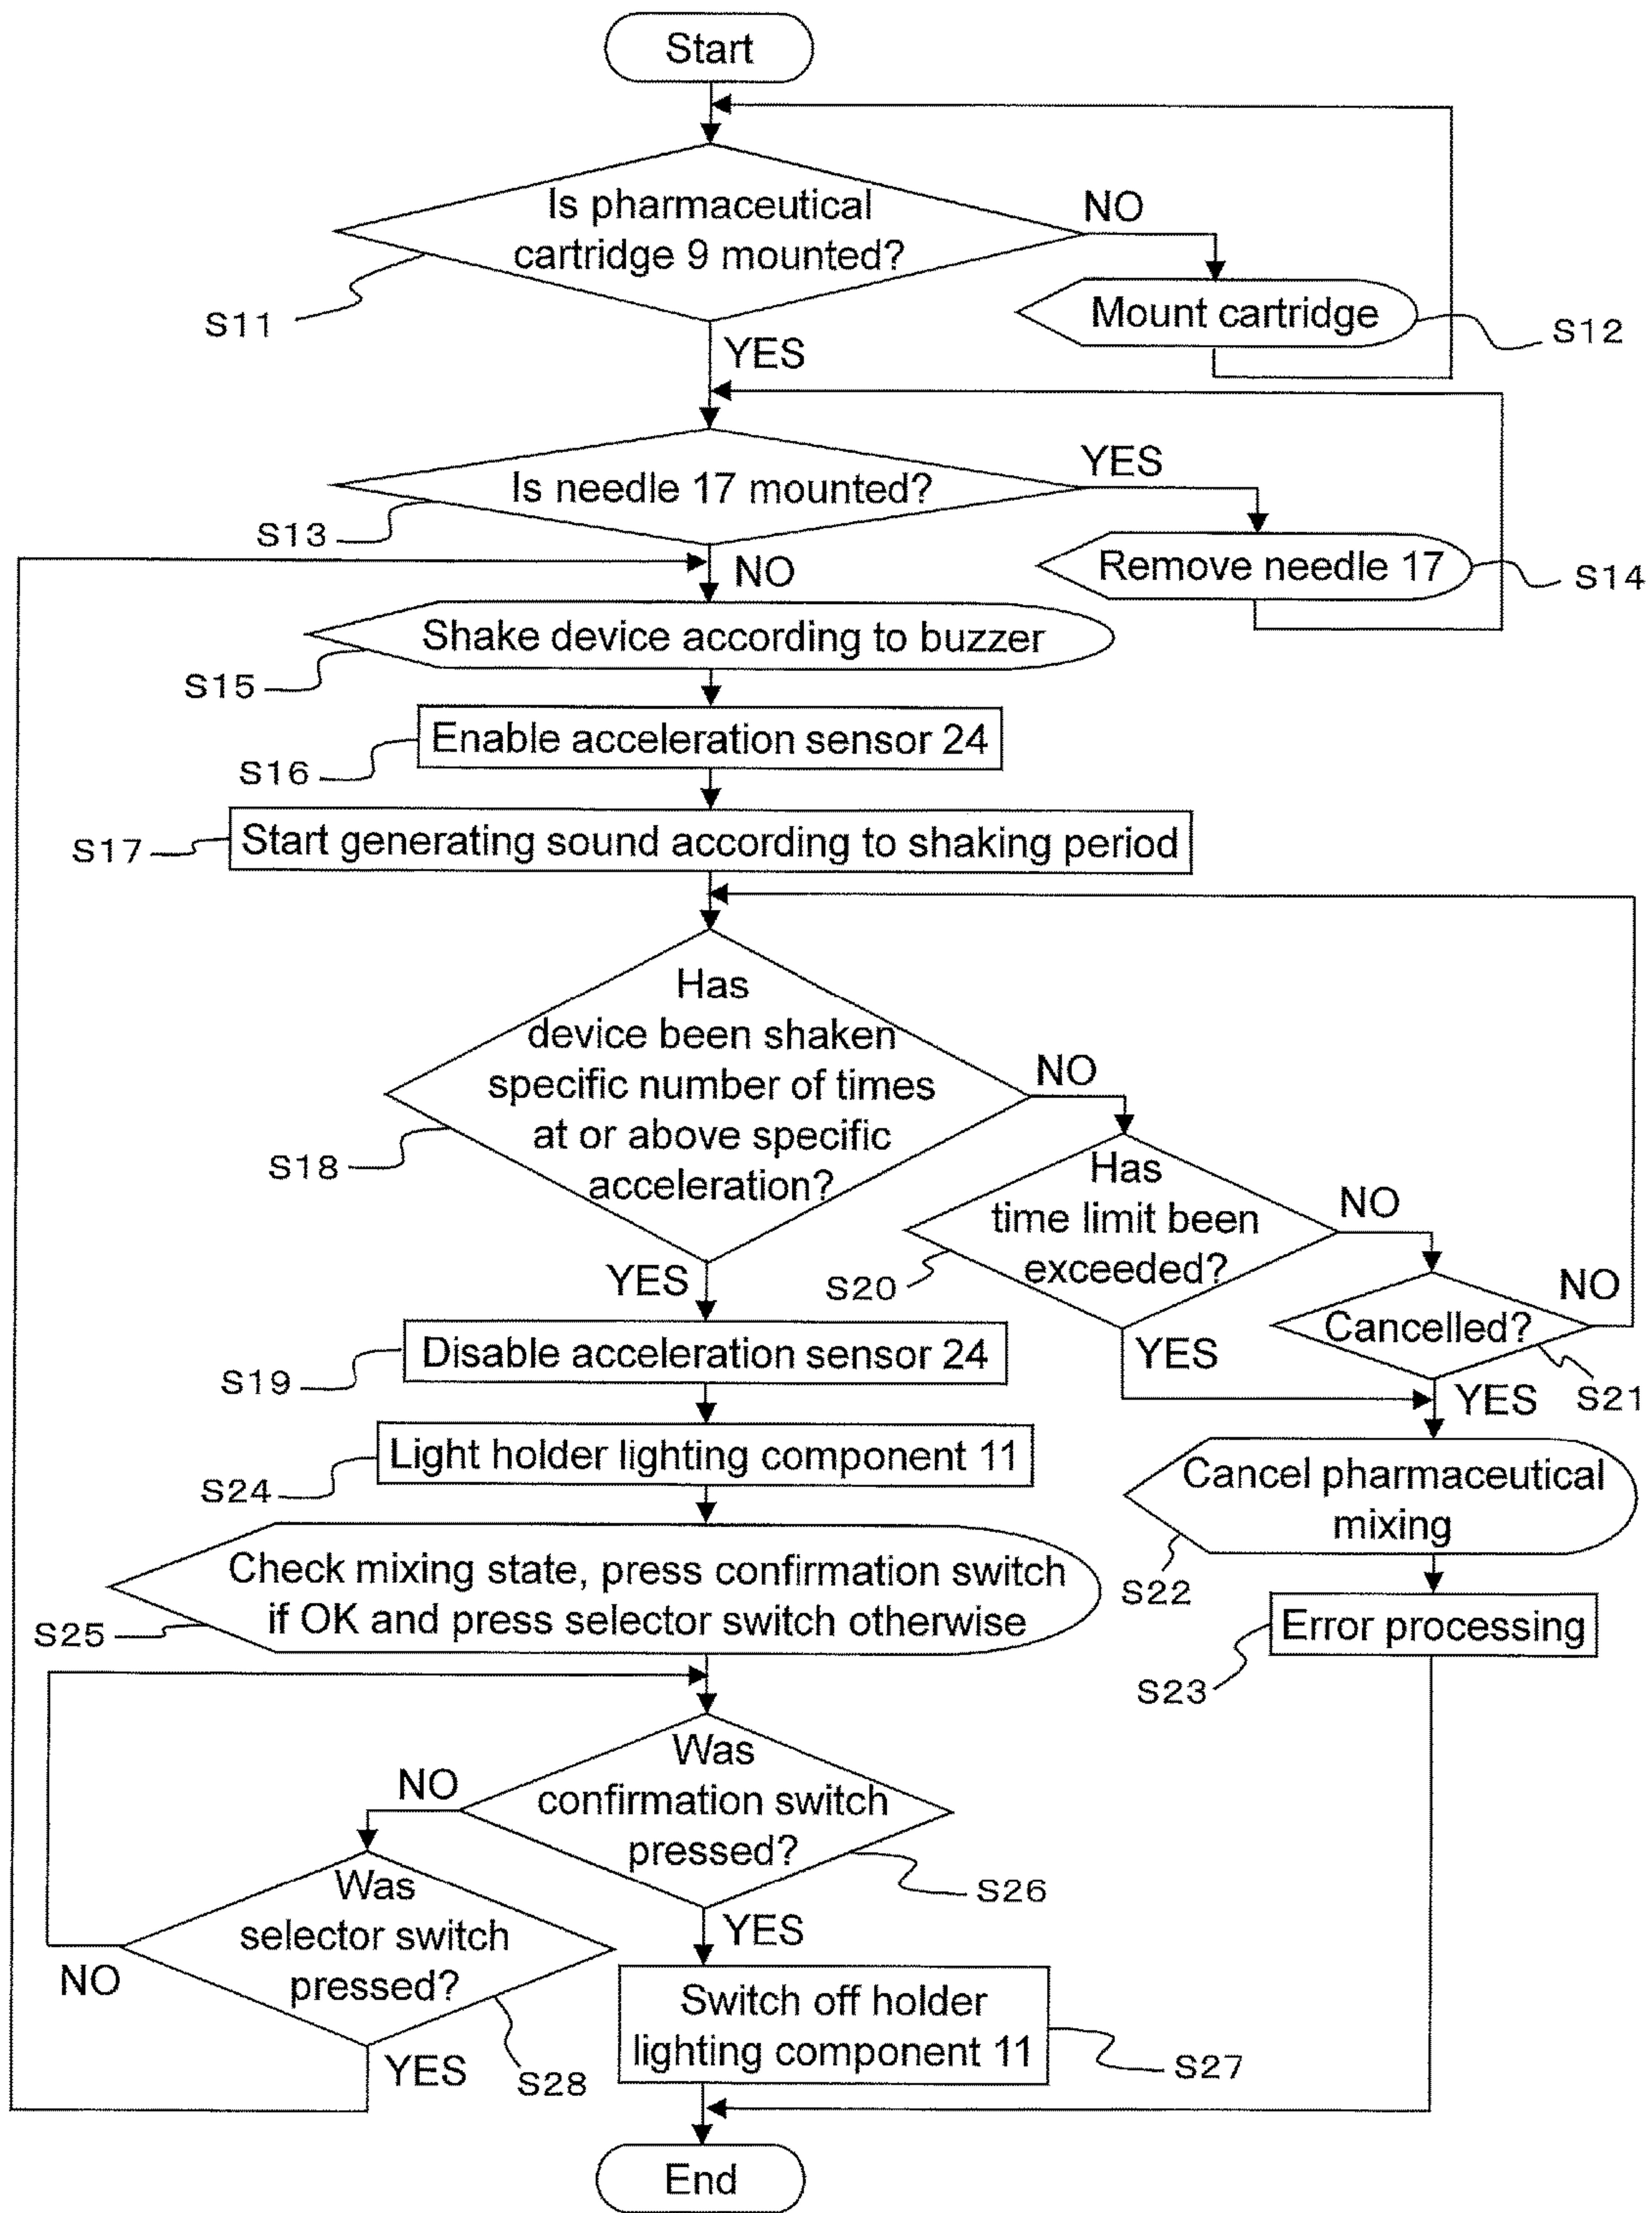 Start
Is pharmaceutical
cartridge 9 mounted?
NO
S11
Mount cartridge
S12
YES
Is needle 17 mounted?
YES
S13
NO
Remove needle 17
S14
Shake device according to buzzer
S15
Enable acceleration sensor 24
S16
Start generating sound according to shaking period
S17
Has
device been shaken
specific number of times
at or above specific
acceleration?
NO
S18
YES
Has
time limit been
exceeded?
NO
S20
YES
Cancelled?
NO
S21
YES
Disable acceleration sensor 24
S19
Light holder lighting component 11
S24
Cancel pharmaceutical
mixing
S22
Check mixing state, press confirmation switch
if OK and press selector switch otherwise
S25
Error processing
S23
Was
confirmation switch
pressed?
NO
S26
YES
Was
selector switch
pressed?
NO
S28
YES
Switch off holder
lighting component 11
S27
End